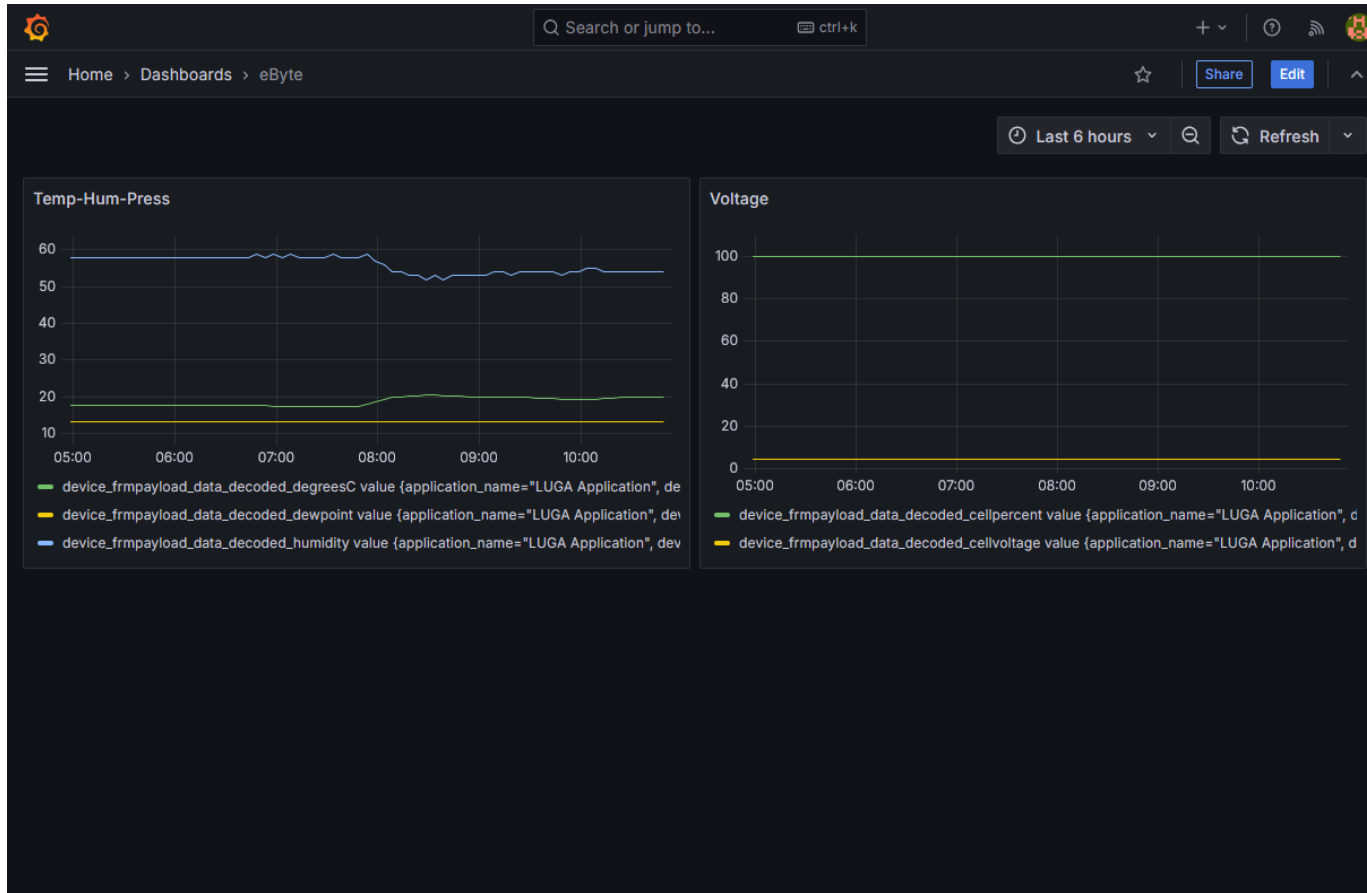 Search or jump to... ctrl+k
Home › Dashboards › eByte
Share Edit
Last 6 hours Refresh
Temp-Hum-Press
60
50
40
30
20
10
05:00 06:00 07:00 08:00 09:00 10:00
device_frmpayload_data_decoded_degreesC value {application_name="LUGA Application", de
device_frmpayload_data_decoded_dewpoint value {application_name="LUGA Application", dev
device_frmpayload_data_decoded_humidity value {application_name="LUGA Application", dev
Voltage
100
80
60
40
20
0
05:00 06:00 07:00 08:00 09:00 10:00
device_frmpayload_data_decoded_cellpercent value {application_name="LUGA Application", d
device_frmpayload_data_decoded_cellvoltage value {application_name="LUGA Application", d